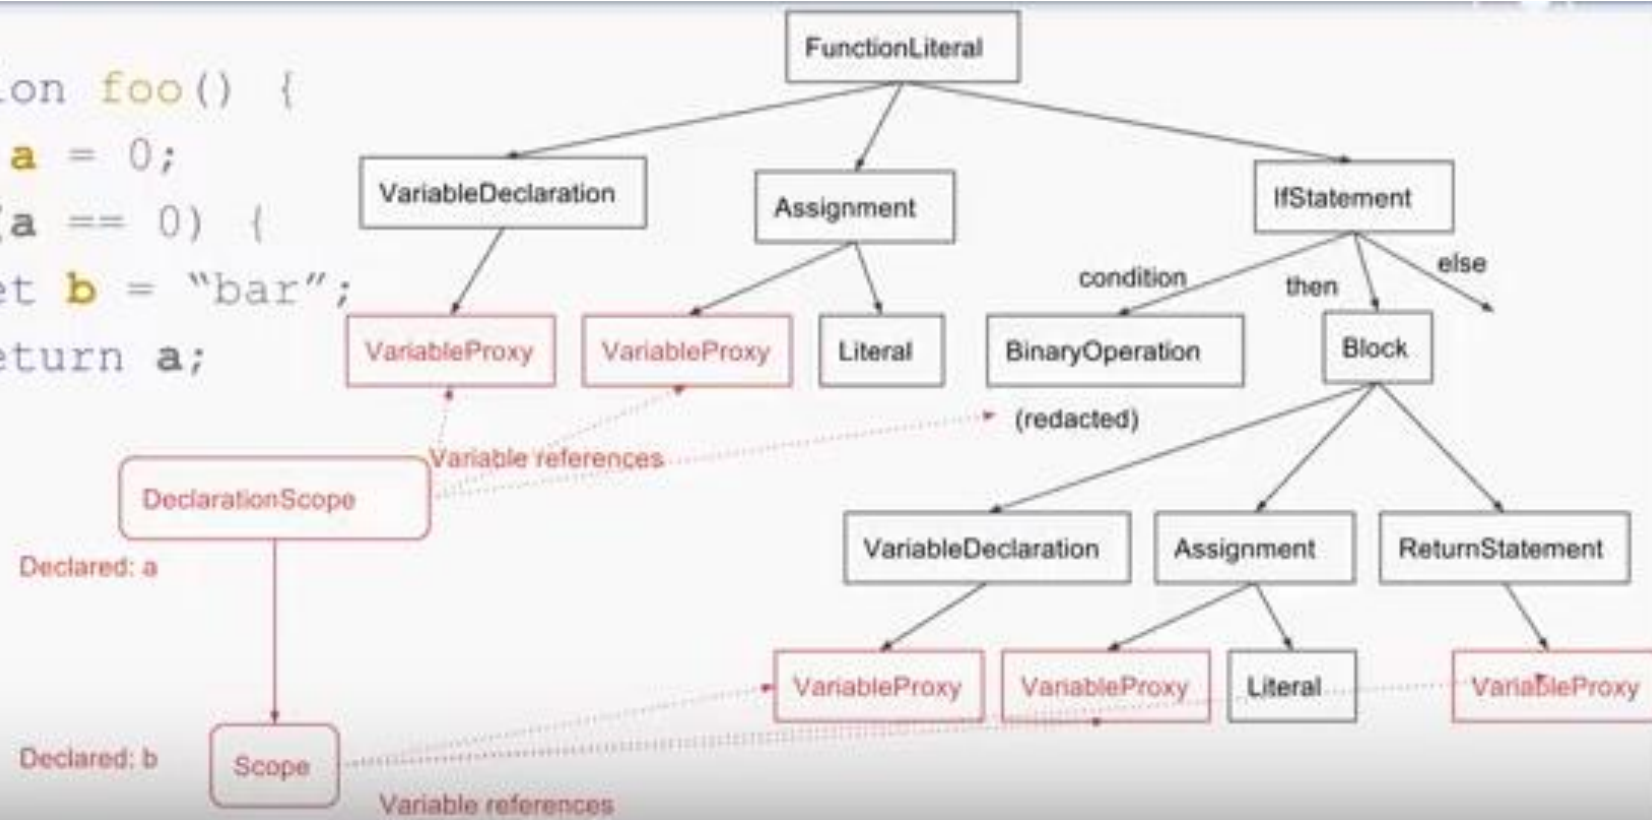 ion foo() {
a = 0;
(a == 0) {
et b = “bar”;
eturn a;
FunctionLiteral
VariableDeclaration
Assignment
IfStatement
condition
then
else
VariableProxy
VariableProxy
Literal
BinaryOperation
Block
(redacted)
Variable references
DeclarationScope
Declared: a
VariableDeclaration
Assignment
ReturnStatement
VariableProxy
VariableProxy
Literal
VariableProxy
Declared: b
Scope
Variable references